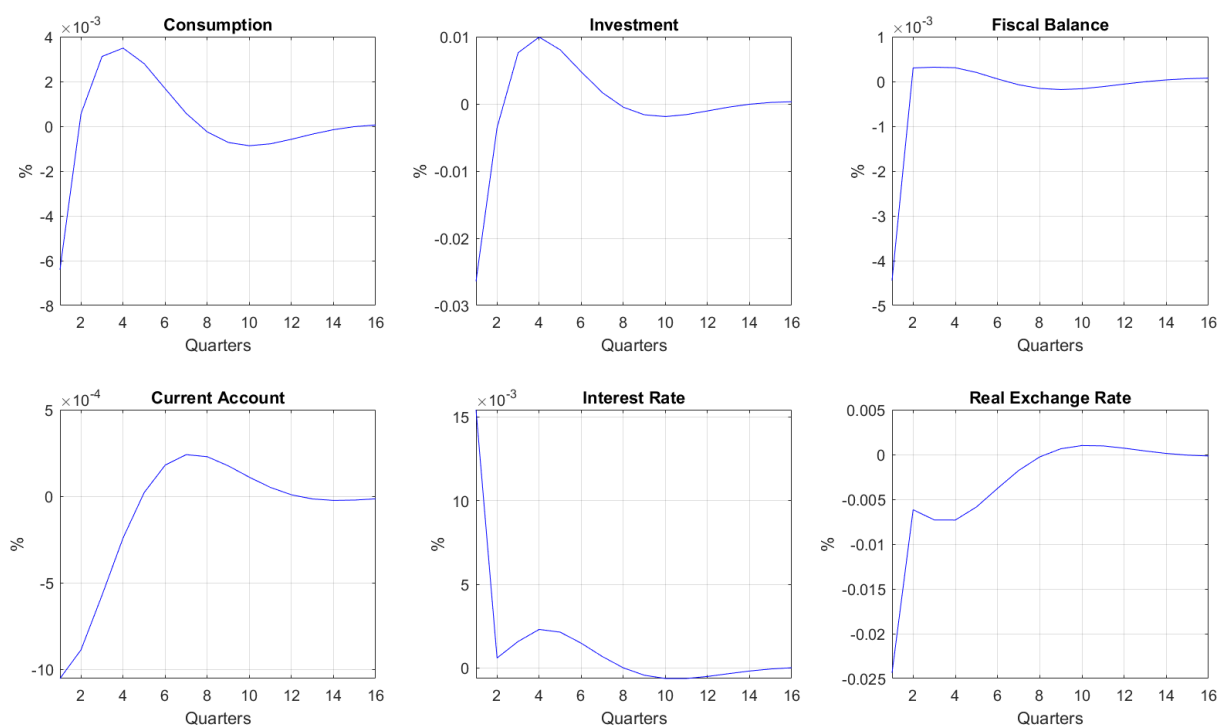 Consumption
×10-3
4
2
0
-2
-4
-6
-8
%
2 4 6 8 10 12 14 16
Quarters
Investment
0.01
0
-0.01
-0.02
-0.03
%
2 4 6 8 10 12 14 16
Quarters
Fiscal Balance
×10-3
1
0
-1
-2
-3
-4
-5
%
2 4 6 8 10 12 14 16
Quarters
Current Account
×10-4
5
0
-5
-10
%
2 4 6 8 10 12 14 16
Quarters
Interest Rate
×10-3
15
10
5
0
%
2 4 6 8 10 12 14 16
Quarters
Real Exchange Rate
0.005
0
-0.005
-0.01
-0.015
-0.02
-0.025
%
2 4 6 8 10 12 14 16
Quarters